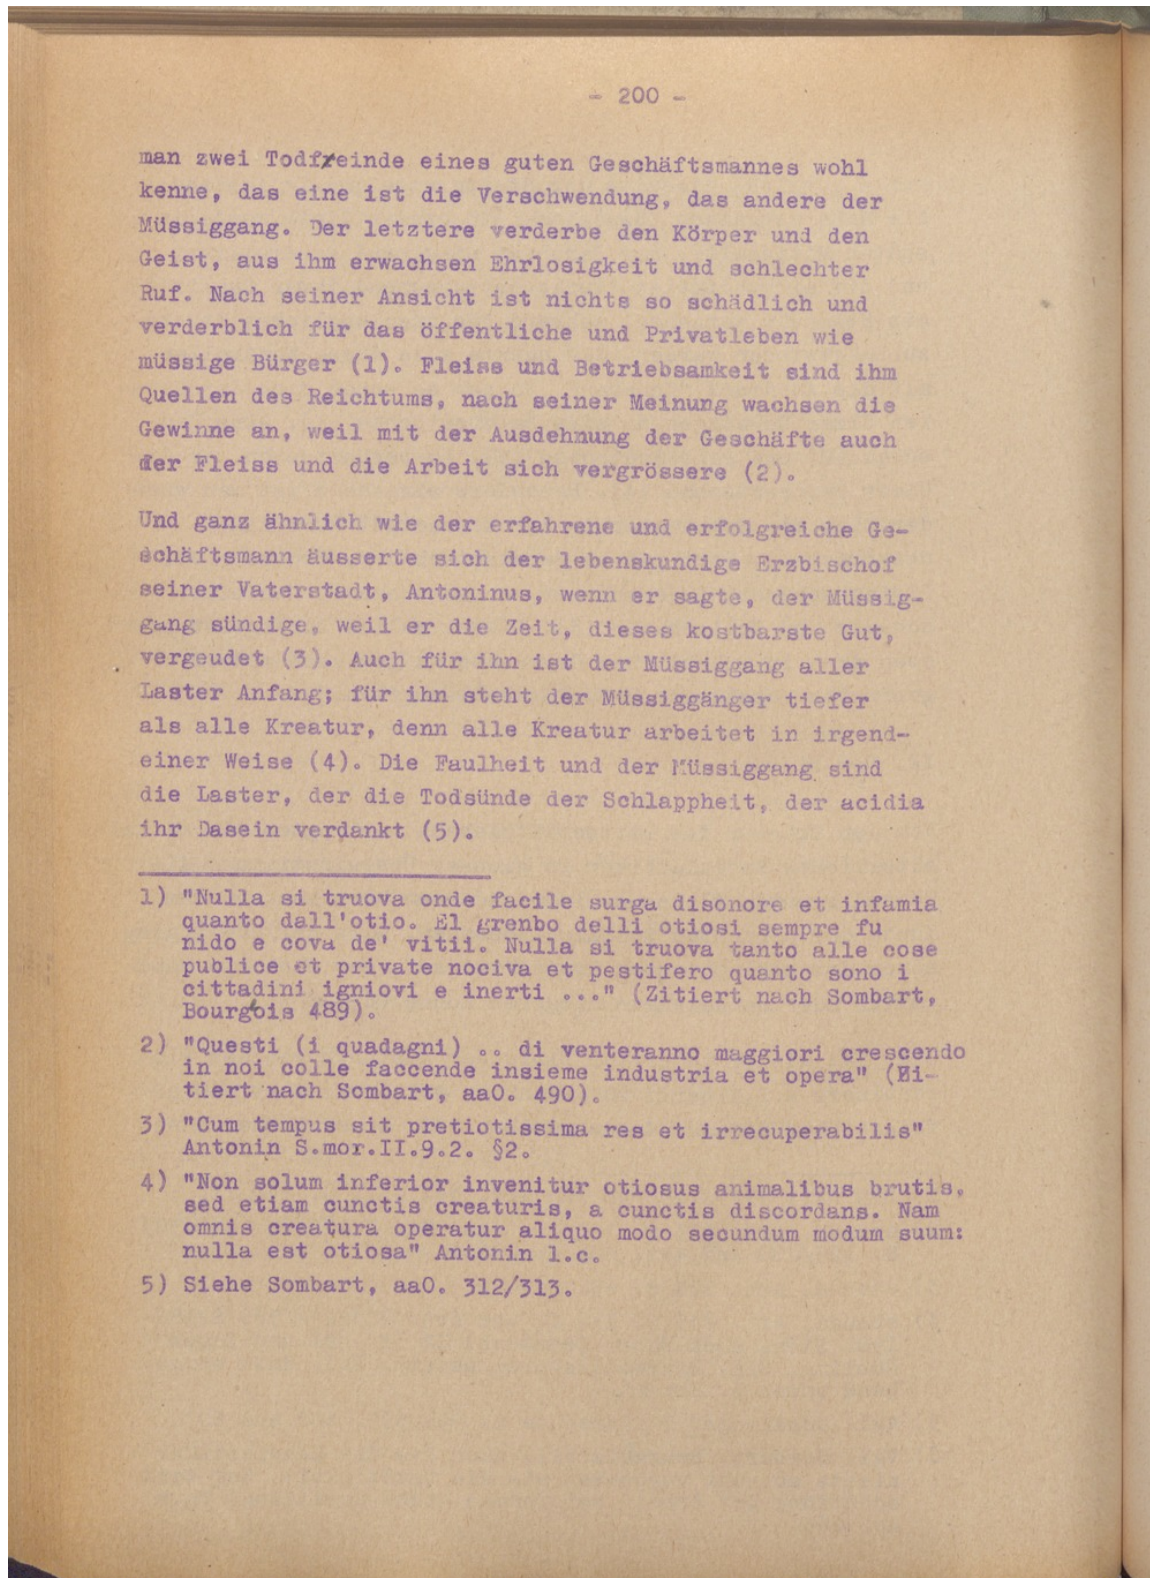 - 200 -
man zwei Todfeinde eines guten Geschäftsmannes wohl
kenne, das eine ist die Verschwendung, das andere der
Müssiggang. Der letztere verderbe den Körper und den
Geist, aus ihm erwachsen Ehrlosigkeit und schlechter
Ruf. Nach seiner Ansicht ist nichts so schädlich und
verderblich für das öffentliche und Privatleben wie
müssige Bürger (1). Fleiss und Betriebsamkeit sind ihm
Quellen des Reichtums, nach seiner Meinung wachsen die
Gewinne an, weil mit der Ausdehnung der Geschäfte auch
der Fleiss und die Arbeit sich vergrössere (2).
Und ganz ähnlich wie der erfahrene und erfolgreiche Ge-
schäftsmann äusserte sich der lebenskundige Erzbischof
seiner Vaterstadt, Antoninus, wenn er sagte, der Müssig-
gang sündige, weil er die Zeit, dieses kostbarste Gut,
vergeudet (3). Auch für ihn ist der Müssiggang aller
Laster Anfang; für ihn steht der Müssiggänger tiefer
als alle Kreatur, denn alle Kreatur arbeitet in irgend-
einer Weise (4). Die Faulheit und der Müssiggang sind
die Laster, der die Todsünde der Schlappheit, der acidia
ihr Dasein verdankt (5).
1) "Nulla si truova onde facile surga disonore et infamia
quanto dall'otio. El grenbo delli otiosi sempre fu
nido e cova de' vitii. Nulla si truova tanto alle cose
publice et private nociva et pestifero quanto sono i
cittadini igniovi e inerti ..." (Zitiert nach Sombart,
Bourgois 489).
2) "Questi (i quadagni) .. di venteranno maggiori crescendo
in noi colle faccende insieme industria et opera" (Zi-
tiert nach Sombart, aaO. 490).
3) "Cum tempus sit pretiotissima res et irrecuperabilis"
Antonin S.mor.II.9.2. §2.
4) "Non solum inferior invenitur otiosus animalibus brutis,
sed etiam cunctis creaturis, a cunctis discordans. Nam
omnis creatura operatur aliquo modo secundum modum suum:
nulla est otiosa" Antonin l.c.
5) Siehe Sombart, aaO. 312/313.